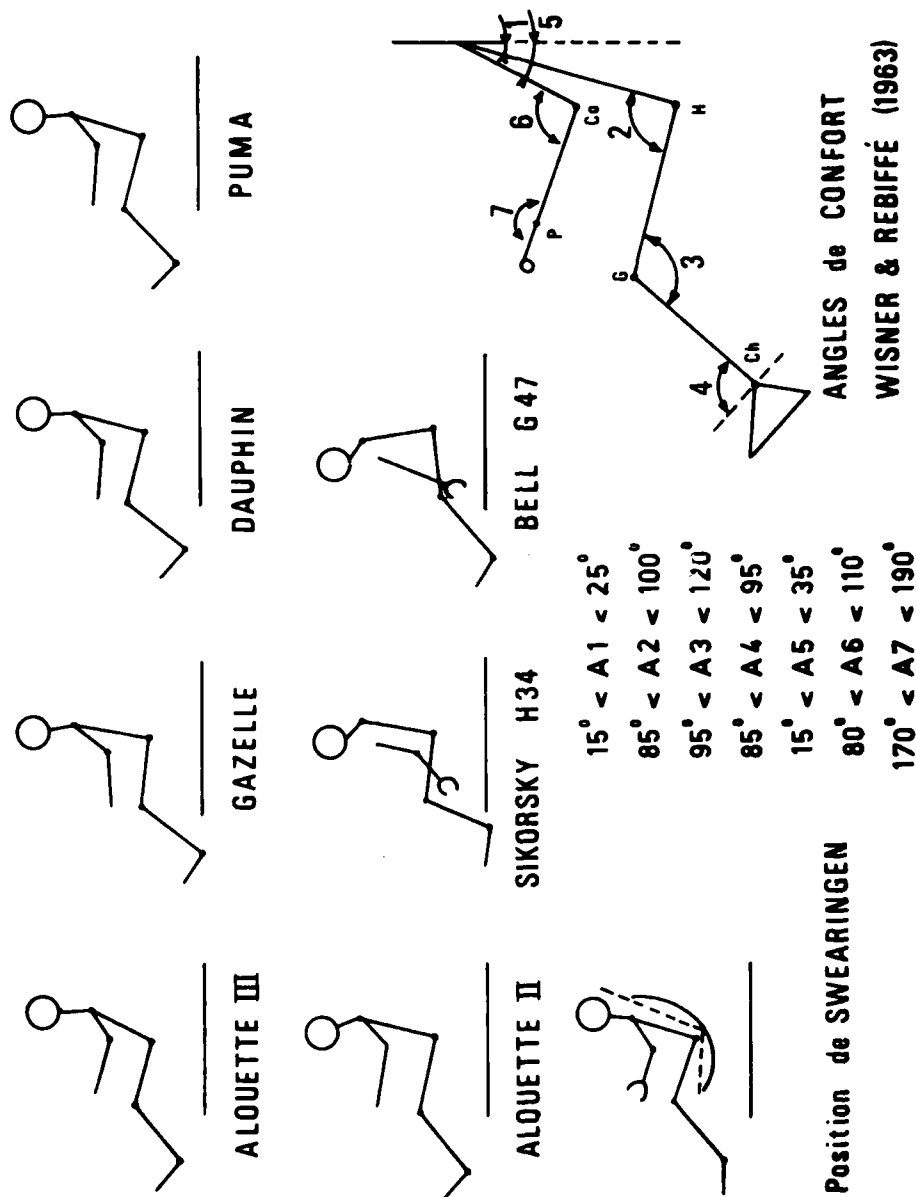 ALOUETTE III
GAZELLE
DAUPHIN
PUMA
ALOUETTE II
SIKORSKY H34
BELL G47
Position de SWEARINGEN
15° < A1 < 25°
85° < A2 < 100°
95° < A3 < 120°
85° < A4 < 95°
15° < A5 < 35°
80° < A6 < 110°
170° < A7 < 190°
1
5
6
Co
7
P
2
H
G
3
4
Ch
ANGLES de CONFORT
WISNER & REBIFFÉ (1963)